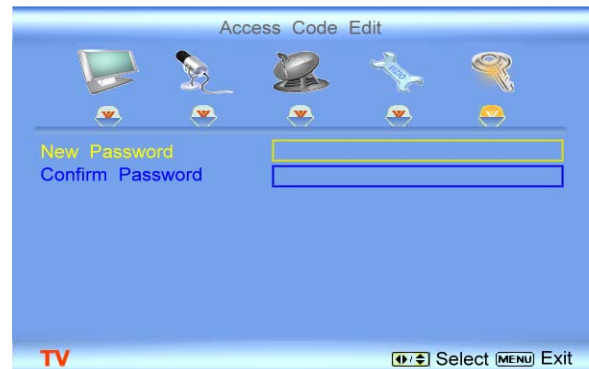 Access Code Edit
New Password
Confirm Password
TV
Select MENU Exit